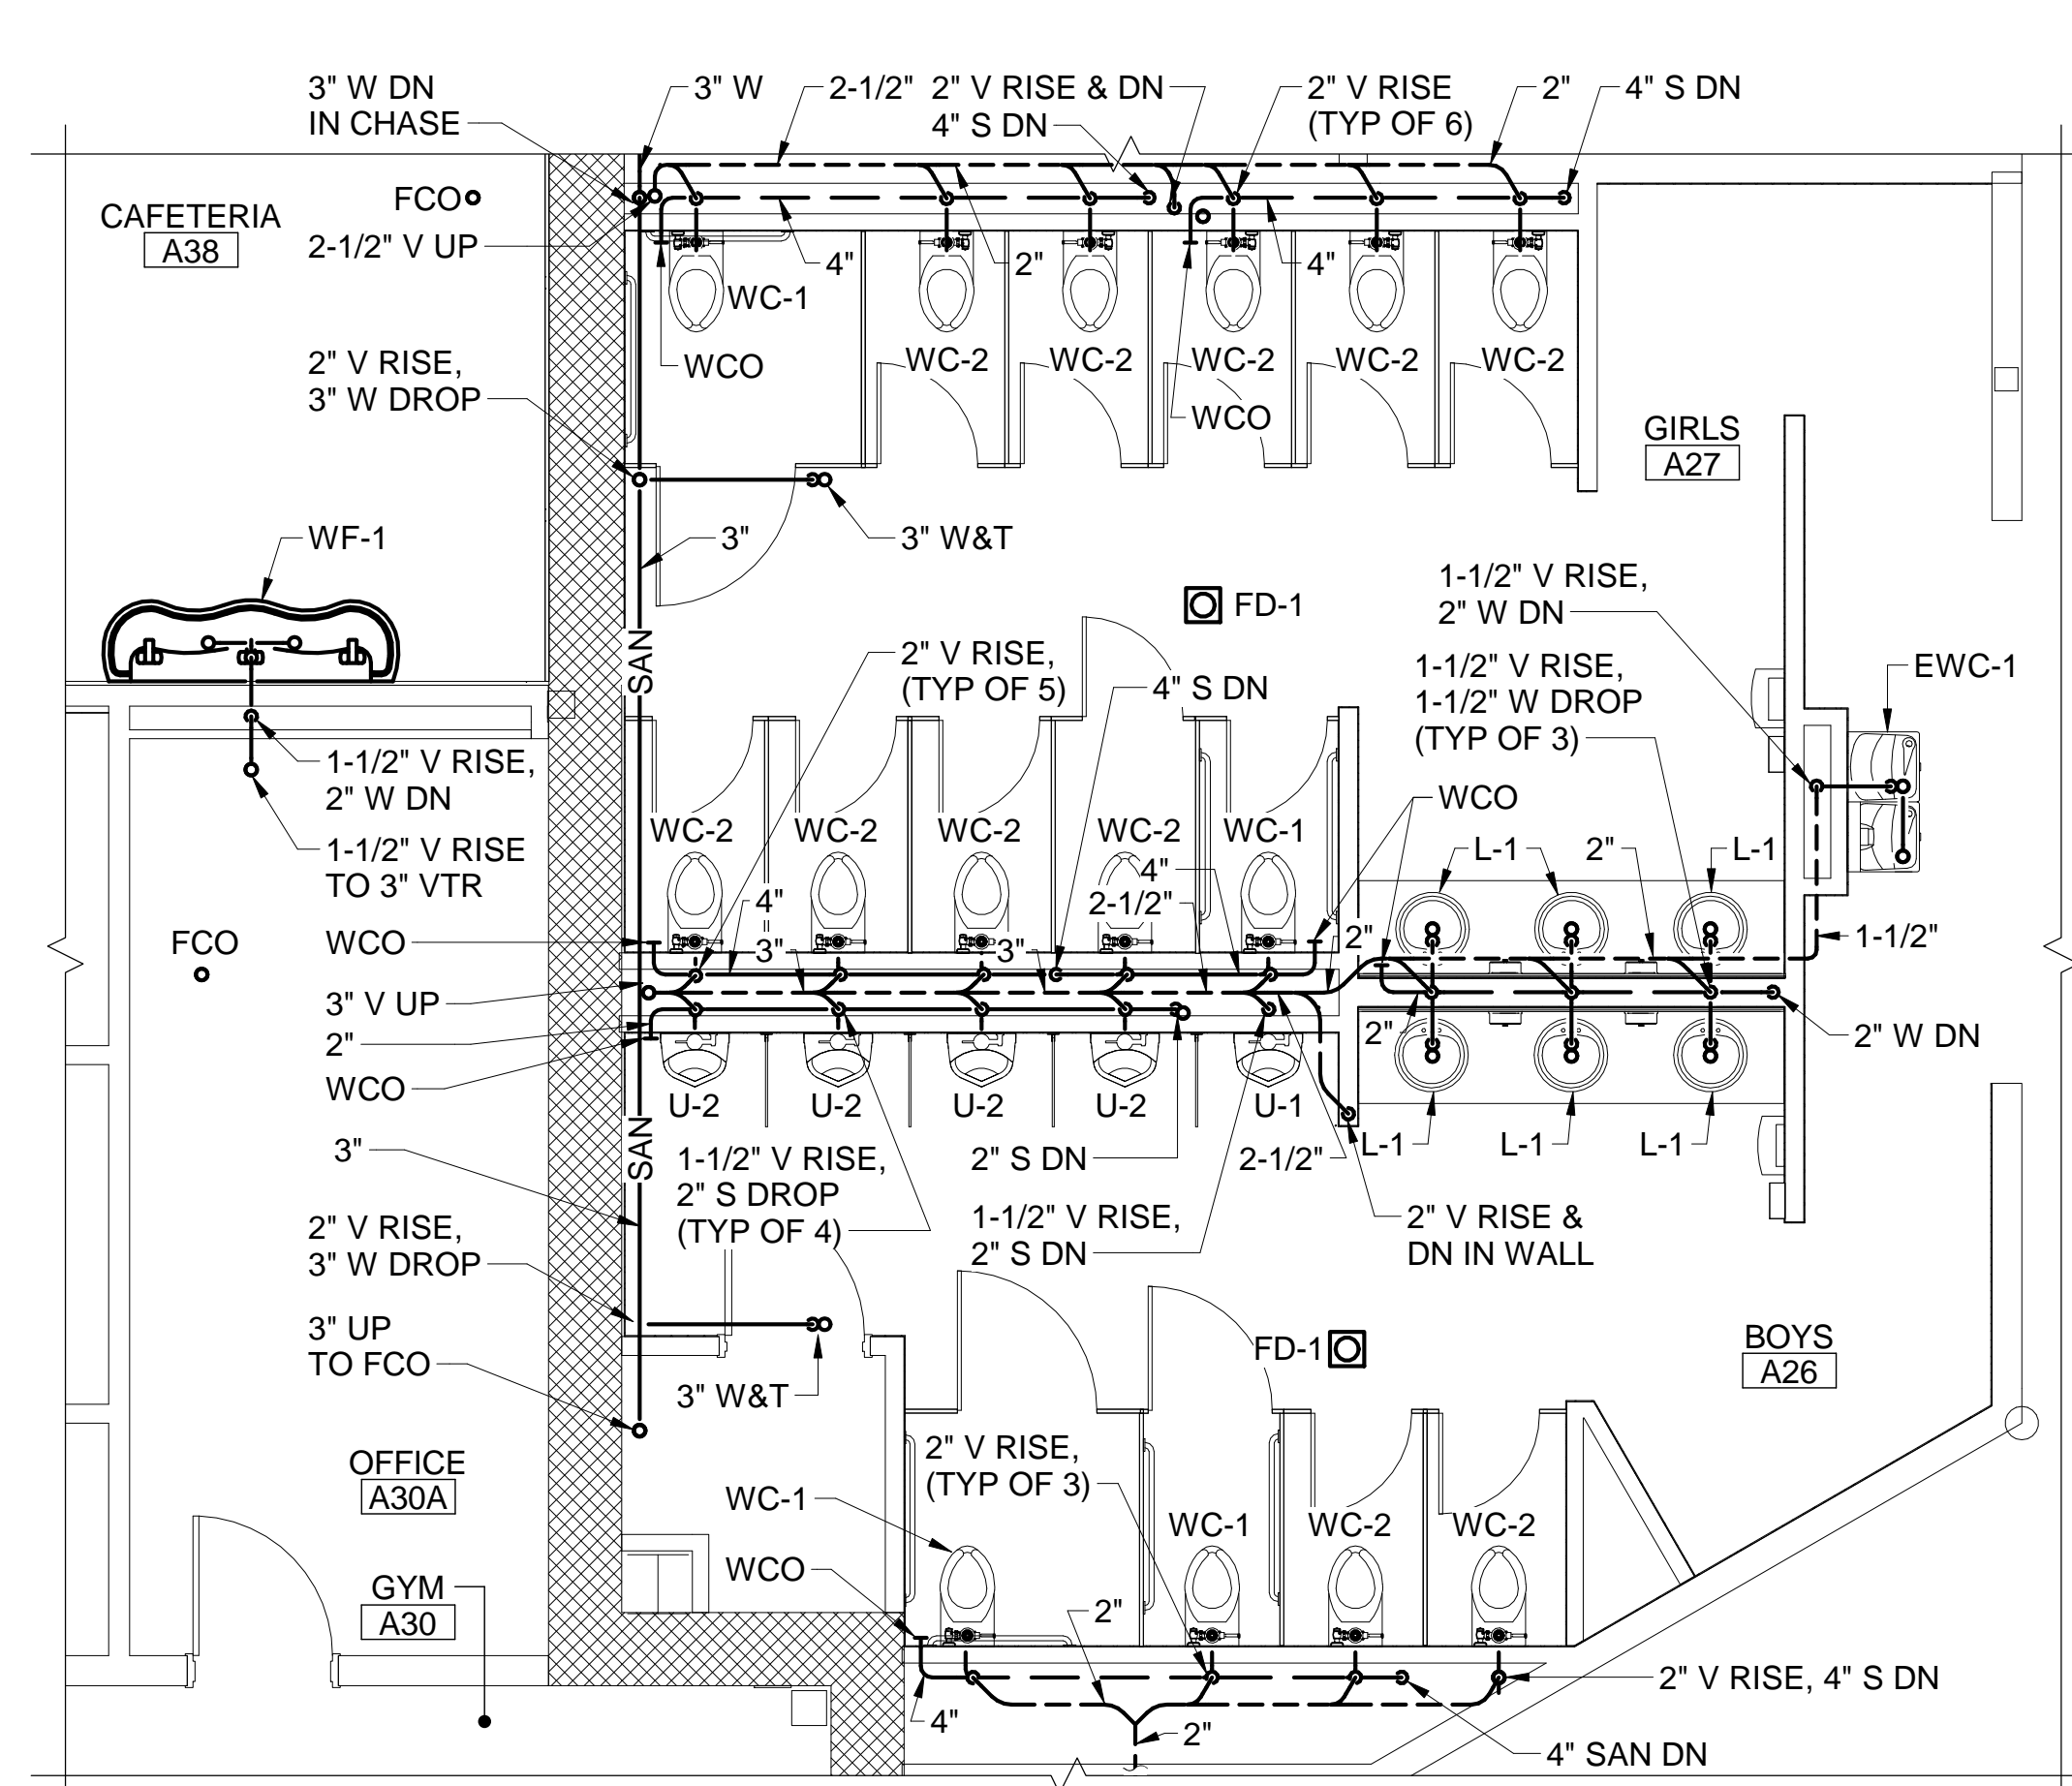 3" W DN
IN CHASE
3" W
2-1/2"
2" V RISE & DN
4" S DN
2" V RISE
(TYP OF 6)
2"
4" S DN
FCO
CAFETERIA
A38
2-1/2" V UP
4"
2"
4"
WC-1
WCO
WC-2
WC-2
WC-2
WC-2
WC-2
WCO
2" V RISE,
3" W DROP
GIRLS
A27
WF-1
3"
3" W&T
FD-1
1-1/2" V RISE,
2" W DN
SAN
2" V RISE,
(TYP OF 5)
4" S DN
1-1/2" V RISE,
1-1/2" W DROP
(TYP OF 3)
EWC-1
1-1/2" V RISE,
2" W DN
WCO
1-1/2" V RISE
TO 3" VTR
WC-2
WC-2
WC-2
WC-2
WC-1
L-1
2"
L-1
4"
4"
2-1/2"
FCO
WCO
3"
3"
2"
1-1/2"
3" V UP
2"
2"
2" W DN
WCO
U-2
U-2
U-2
U-2
U-1
SAN
3"
1-1/2" V RISE,
2" S DROP
(TYP OF 4)
2" S DN
2-1/2"
L-1
L-1
L-1
2" V RISE,
3" W DROP
1-1/2" V RISE,
2" S DN
2" V RISE &
DN IN WALL
3" UP
TO FCO
3" W&T
FD-1
BOYS
A26
OFFICE
A30A
2" V RISE,
(TYP OF 3)
WC-1
WC-1
WC-2
WC-2
WCO
GYM
A30
2"
4"
2"
2" V RISE, 4" S DN
4" SAN DN